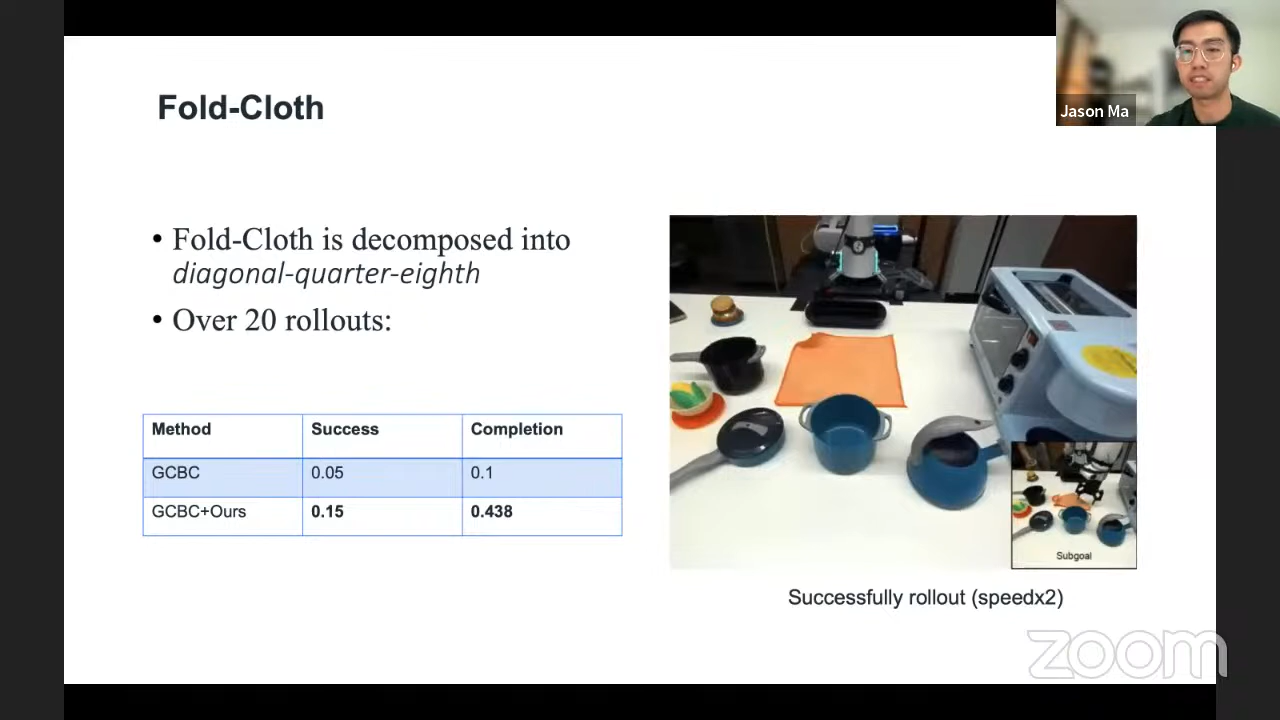 Jason Ma
Fold-Cloth
• Fold-Cloth is decomposed into
diagonal-quarter-eighth
• Over 20 rollouts:
Method Success Completion
GCBC 0.05 0.1
GCBC+Ours 0.15 0.438
Subgoal
Successfully rollout (speedx2)
zoom